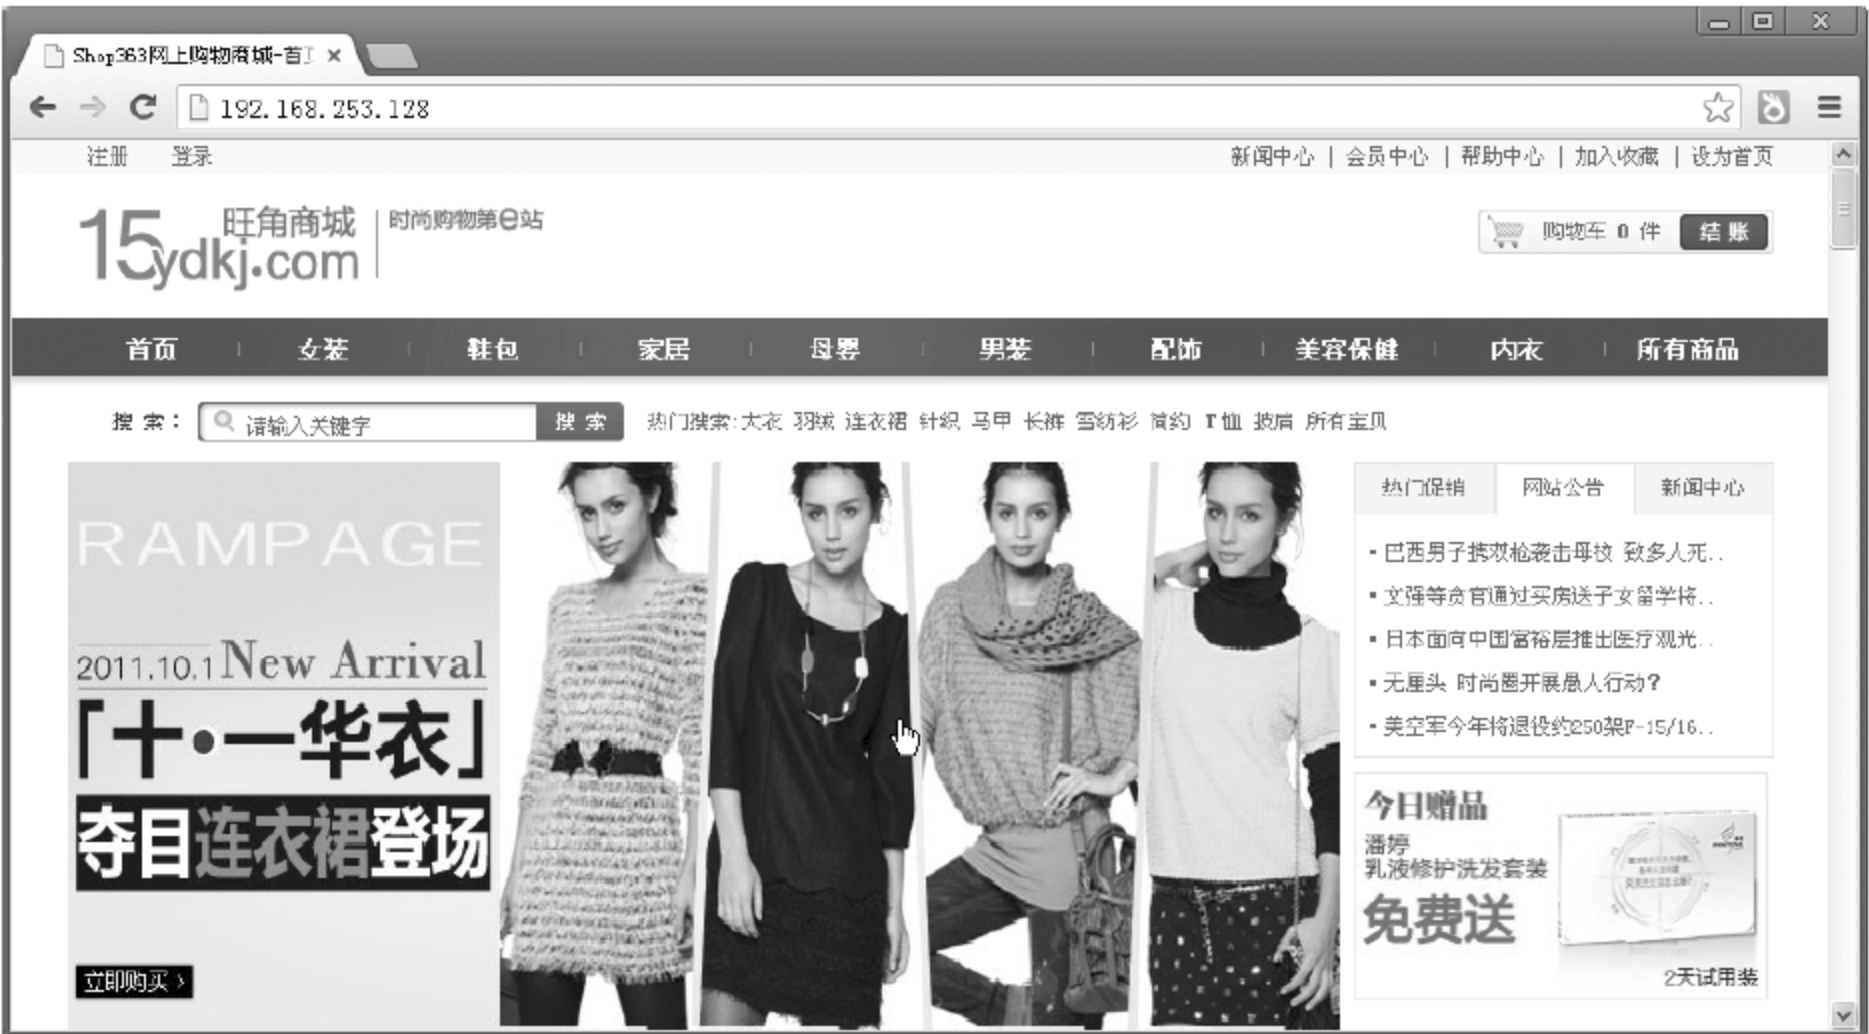 Shop363网上购物商城-首页
192.168.253.128
注册 登录 新闻中心 | 会员中心 | 帮助中心 | 加入收藏 | 设为首页
15ydkj.com 旺角商城 时尚购物第e站
购物车 0 件 结账
首页 女装 鞋包 家居 母婴 男装 配饰 美容保健 内衣 所有商品
搜 索： 请输入关键字 搜 索 热门搜索:大衣 羽绒 连衣裙 针织 马甲 长裤 雪纺衫 简约 T恤 披肩 所有宝贝
RAMPAGE
2011.10.1 New Arrival
「十·一华衣」
夺目连衣裙登场
立即购买 >
热门促销 网站公告 新闻中心
巴西男子携双枪袭击母校 致多人死..
文强等贪官通过买房送子女留学将..
日本面向中国富裕层推出医疗观光..
无厘头 时尚圈开展愚人行动?
美空军今年将退役约250架F-15/16..
今日赠品
潘婷
乳液修护洗发套装
免费送
2天试用装